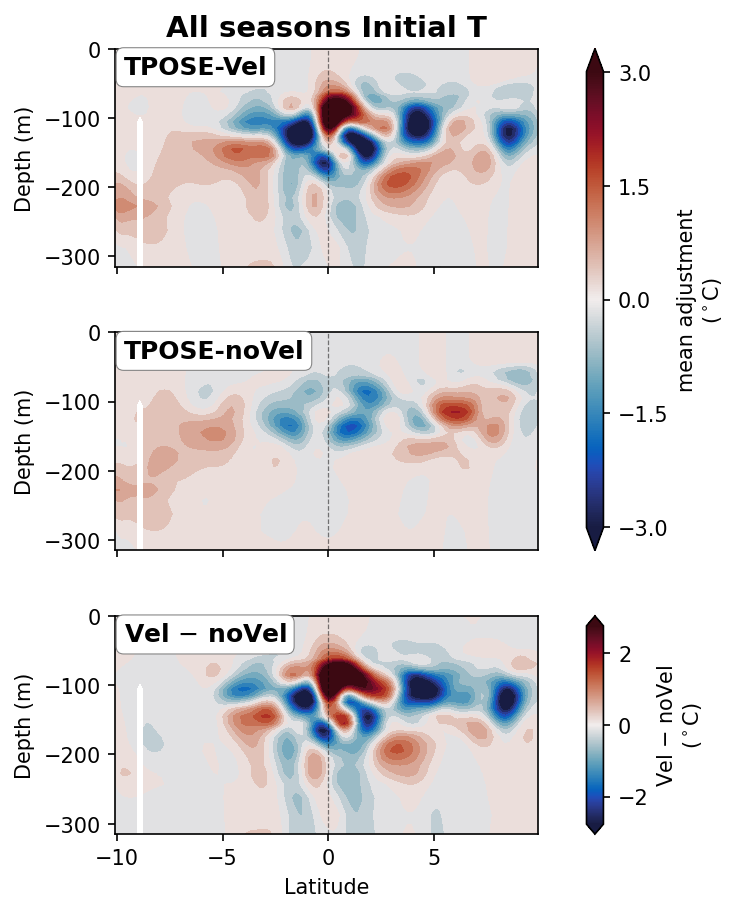 All seasons Initial T
TPOSE-Vel
0
−100
−200
−300
Depth (m)
3.0
1.5
0.0
−1.5
−3.0
mean adjustment
(°C)
TPOSE-noVel
0
−100
−200
−300
Depth (m)
Vel − noVel
0
−100
−200
−300
Depth (m)
−10
−5
0
5
Latitude
2
0
−2
Vel − noVel
(°C)